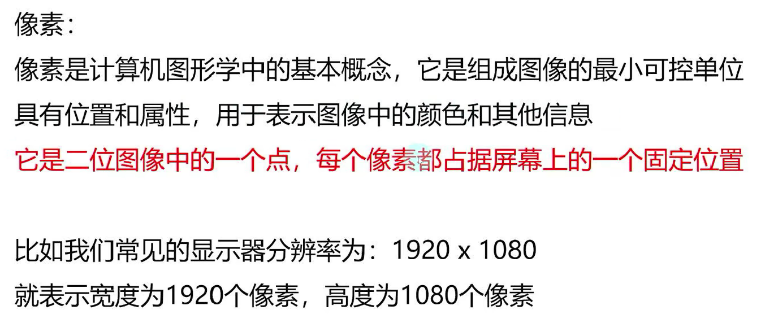 像素：
像素是计算机图形学中的基本概念，它是组成图像的最小可控单位
具有位置和属性，用于表示图像中的颜色和其他信息
它是二位图像中的一个点，每个像素都占据屏幕上的一个固定位置
比如我们常见的显示器分辨率为：1920 x 1080
就表示宽度为1920个像素，高度为1080个像素